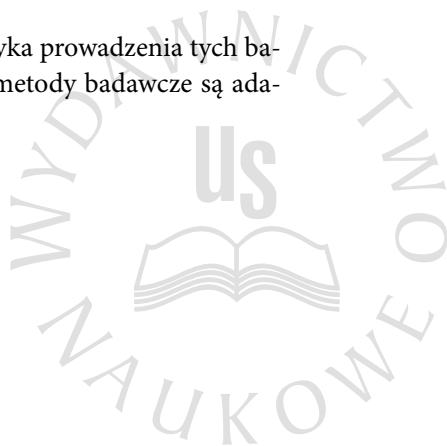 yka prowadzenia tych ba-
metody badawcze są ada-
WYDAWNICTWO
US
NAUKOWE